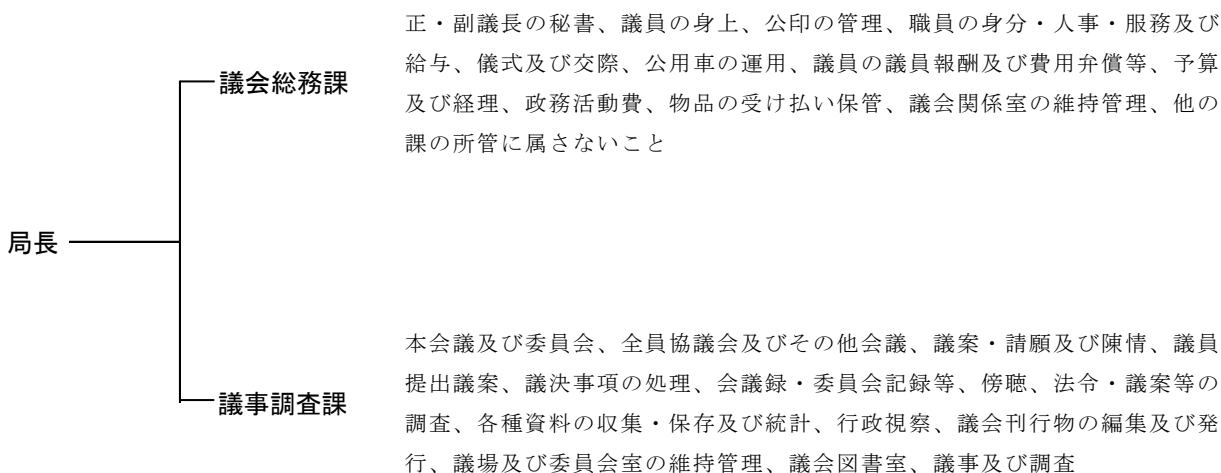 正・副議長の秘書、議員の身上、公印の管理、職員の身分・人事・服務及び
給与、儀式及び交際、公用車の運用、議員の議員報酬及び費用弁償等、予算
及び経理、政務活動費、物品の受け払い保管、議会関係室の維持管理、他の
課の所管に属さないこと
議会総務課
局長
本会議及び委員会、全員協議会及びその他会議、議案・請願及び陳情、議員
提出議案、議決事項の処理、会議録・委員会記録等、傍聴、法令・議案等の
調査、各種資料の収集・保存及び統計、行政視察、議会刊行物の編集及び発
行、議場及び委員会室の維持管理、議会図書室、議事及び調査
議事調査課